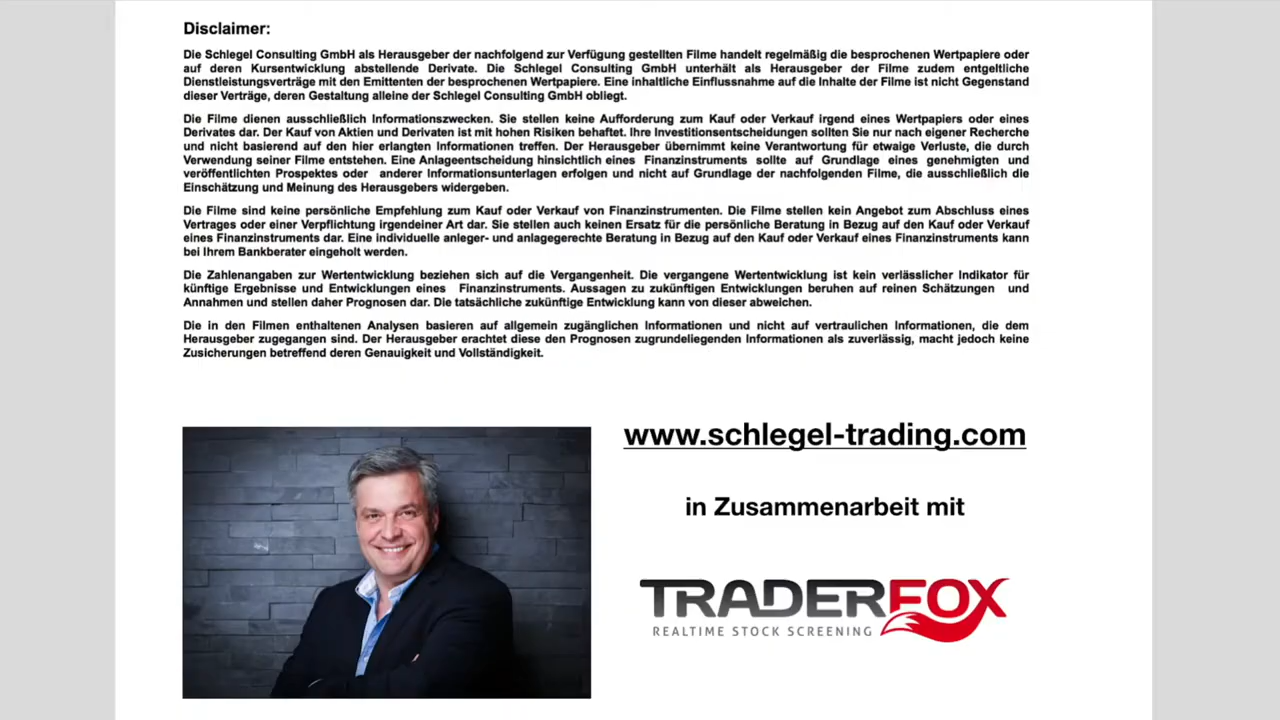 Disclaimer:
Die Schlegel Consulting GmbH als Herausgeber der nachfolgend zur Verfügung gestellten Filme handelt regelmäßig die besprochenen Wertpapiere oder
auf deren Kursentwicklung abstellende Derivate. Die Schlegel Consulting GmbH unterhält als Herausgeber der Filme zudem entgeltliche
Dienstleistungsverträge mit den Emittenten der besprochenen Wertpapiere. Eine inhaltliche Einflussnahme auf die Inhalte der Filme ist nicht Gegenstand
dieser Verträge, deren Gestaltung alleine der Schlegel Consulting GmbH obliegt.
Die Filme dienen ausschließlich Informationszwecken. Sie stellen keine Aufforderung zum Kauf oder Verkauf irgend eines Wertpapiers oder eines
Derivates dar. Der Kauf von Aktien und Derivaten ist mit hohen Risiken behaftet. Ihre Investitionsentscheidungen sollten Sie nur nach eigener Recherche
und nicht basierend auf den hier erlangten Informationen treffen. Der Herausgeber übernimmt keine Verantwortung für etwaige Verluste, die durch
Verwendung seiner Filme entstehen. Eine Anlageentscheidung hinsichtlich eines Finanzinstruments sollte auf Grundlage eines genehmigten und
veröffentlichten Prospektes oder anderer Informationsunterlagen erfolgen und nicht auf Grundlage der nachfolgenden Filme, die ausschließlich die
Einschätzung und Meinung des Herausgebers widergeben.
Die Filme sind keine persönliche Empfehlung zum Kauf oder Verkauf von Finanzinstrumenten. Die Filme stellen kein Angebot zum Abschluss eines
Vertrages oder einer Verpflichtung irgendeiner Art dar. Sie stellen auch keinen Ersatz für die persönliche Beratung in Bezug auf den Kauf oder Verkauf
eines Finanzinstruments dar. Eine individuelle anleger- und anlagegerechte Beratung in Bezug auf den Kauf oder Verkauf eines Finanzinstruments kann
bei Ihrem Bankberater eingeholt werden.
Die Zahlenangaben zur Wertentwicklung beziehen sich auf die Vergangenheit. Die vergangene Wertentwicklung ist kein verlässlicher Indikator für
künftige Ergebnisse und Entwicklungen eines Finanzinstruments. Aussagen zu zukünftigen Entwicklungen beruhen auf reinen Schätzungen und
Annahmen und stellen daher Prognosen dar. Die tatsächliche zukünftige Entwicklung kann von dieser abweichen.
Die in den Filmen enthaltenen Analysen basieren auf allgemein zugänglichen Informationen und nicht auf vertraulichen Informationen, die dem
Herausgeber zugegangen sind. Der Herausgeber erachtet diese den Prognosen zugrundeliegenden Informationen als zuverlässig, macht jedoch keine
Zusicherungen betreffend deren Genauigkeit und Vollständigkeit.
www.schlegel-trading.com
in Zusammenarbeit mit
TRADERFOX
REALTIME STOCK SCREENING